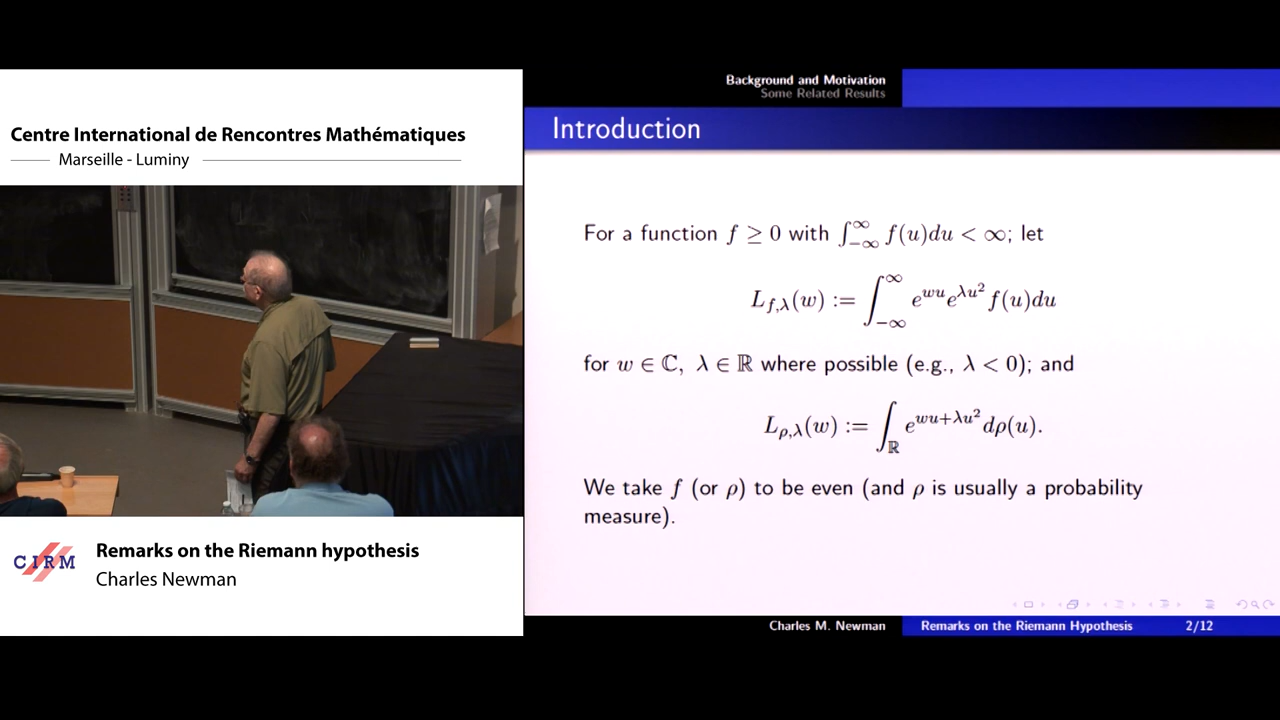 Centre International de Rencontres Mathématiques
Marseille - Luminy
CIRM
Remarks on the Riemann hypothesis
Charles Newman
Background and Motivation
Some Related Results
Introduction
For a function f ≥ 0 with ∫_{−∞}^{∞} f(u)du < ∞; let
L_{f,λ}(w) := ∫_{−∞}^{∞} e^{wu} e^{λu²} f(u)du
for w ∈ ℂ, λ ∈ ℝ where possible (e.g., λ < 0); and
L_{ρ,λ}(w) := ∫_ℝ e^{wu+λu²} dρ(u).
We take f (or ρ) to be even (and ρ is usually a probability
measure).
Charles M. Newman
Remarks on the Riemann Hypothesis
2/12